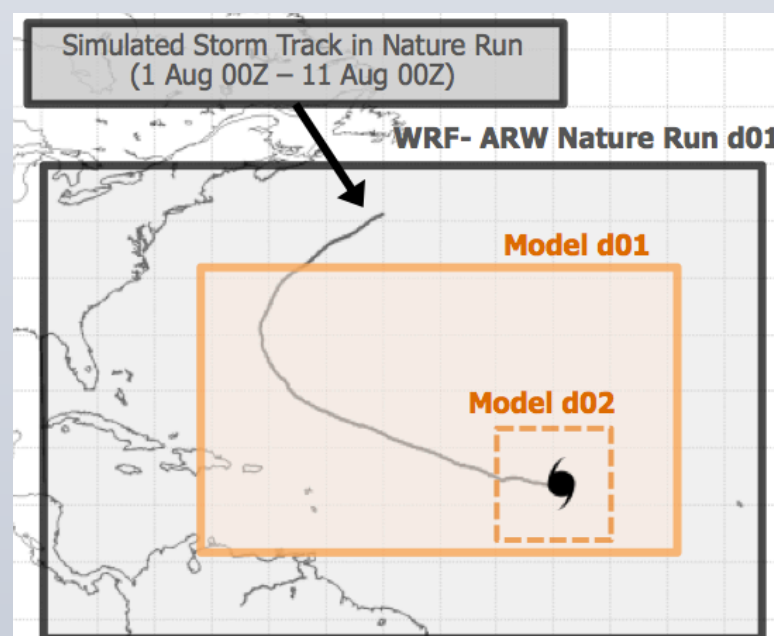 Simulated Storm Track in Nature Run
(1 Aug 00Z – 11 Aug 00Z)
WRF- ARW Nature Run d01
Model d01
Model d02